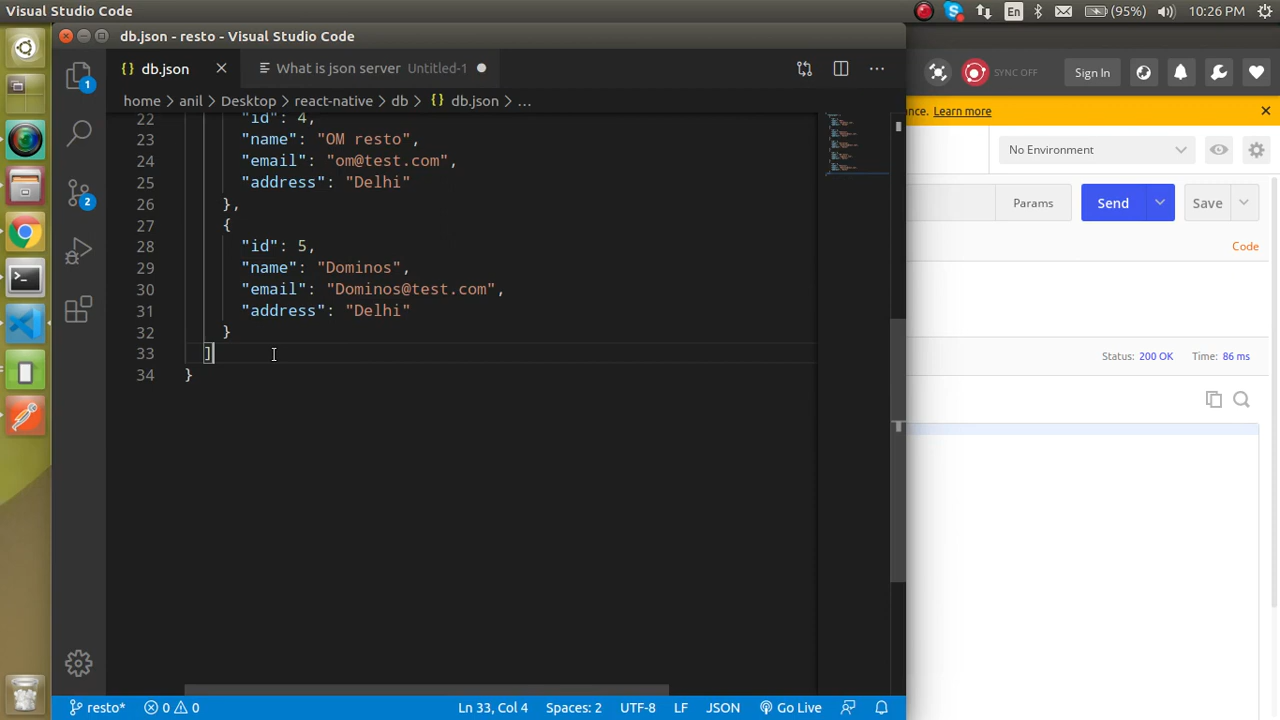 Visual Studio Code
En
(95%)
10:26 PM
db.json - resto - Visual Studio Code
{} db.json
What is json server Untitled-1
home > anil > Desktop > react-native > db > {} db.json > ...
22 "id": 4,
23 "name": "OM resto",
24 "email": "om@test.com",
25 "address": "Delhi"
26 },
27 {
28 "id": 5,
29 "name": "Dominos",
30 "email": "Dominos@test.com",
31 "address": "Delhi"
32 }
33 ]
34 }
1
2
resto*
0
0
Ln 33, Col 4
Spaces: 2
UTF-8
LF
JSON
Go Live
SYNC OFF
Sign In
ance. Learn more
No Environment
Params
Send
Save
Code
Status: 200 OK
Time: 86 ms